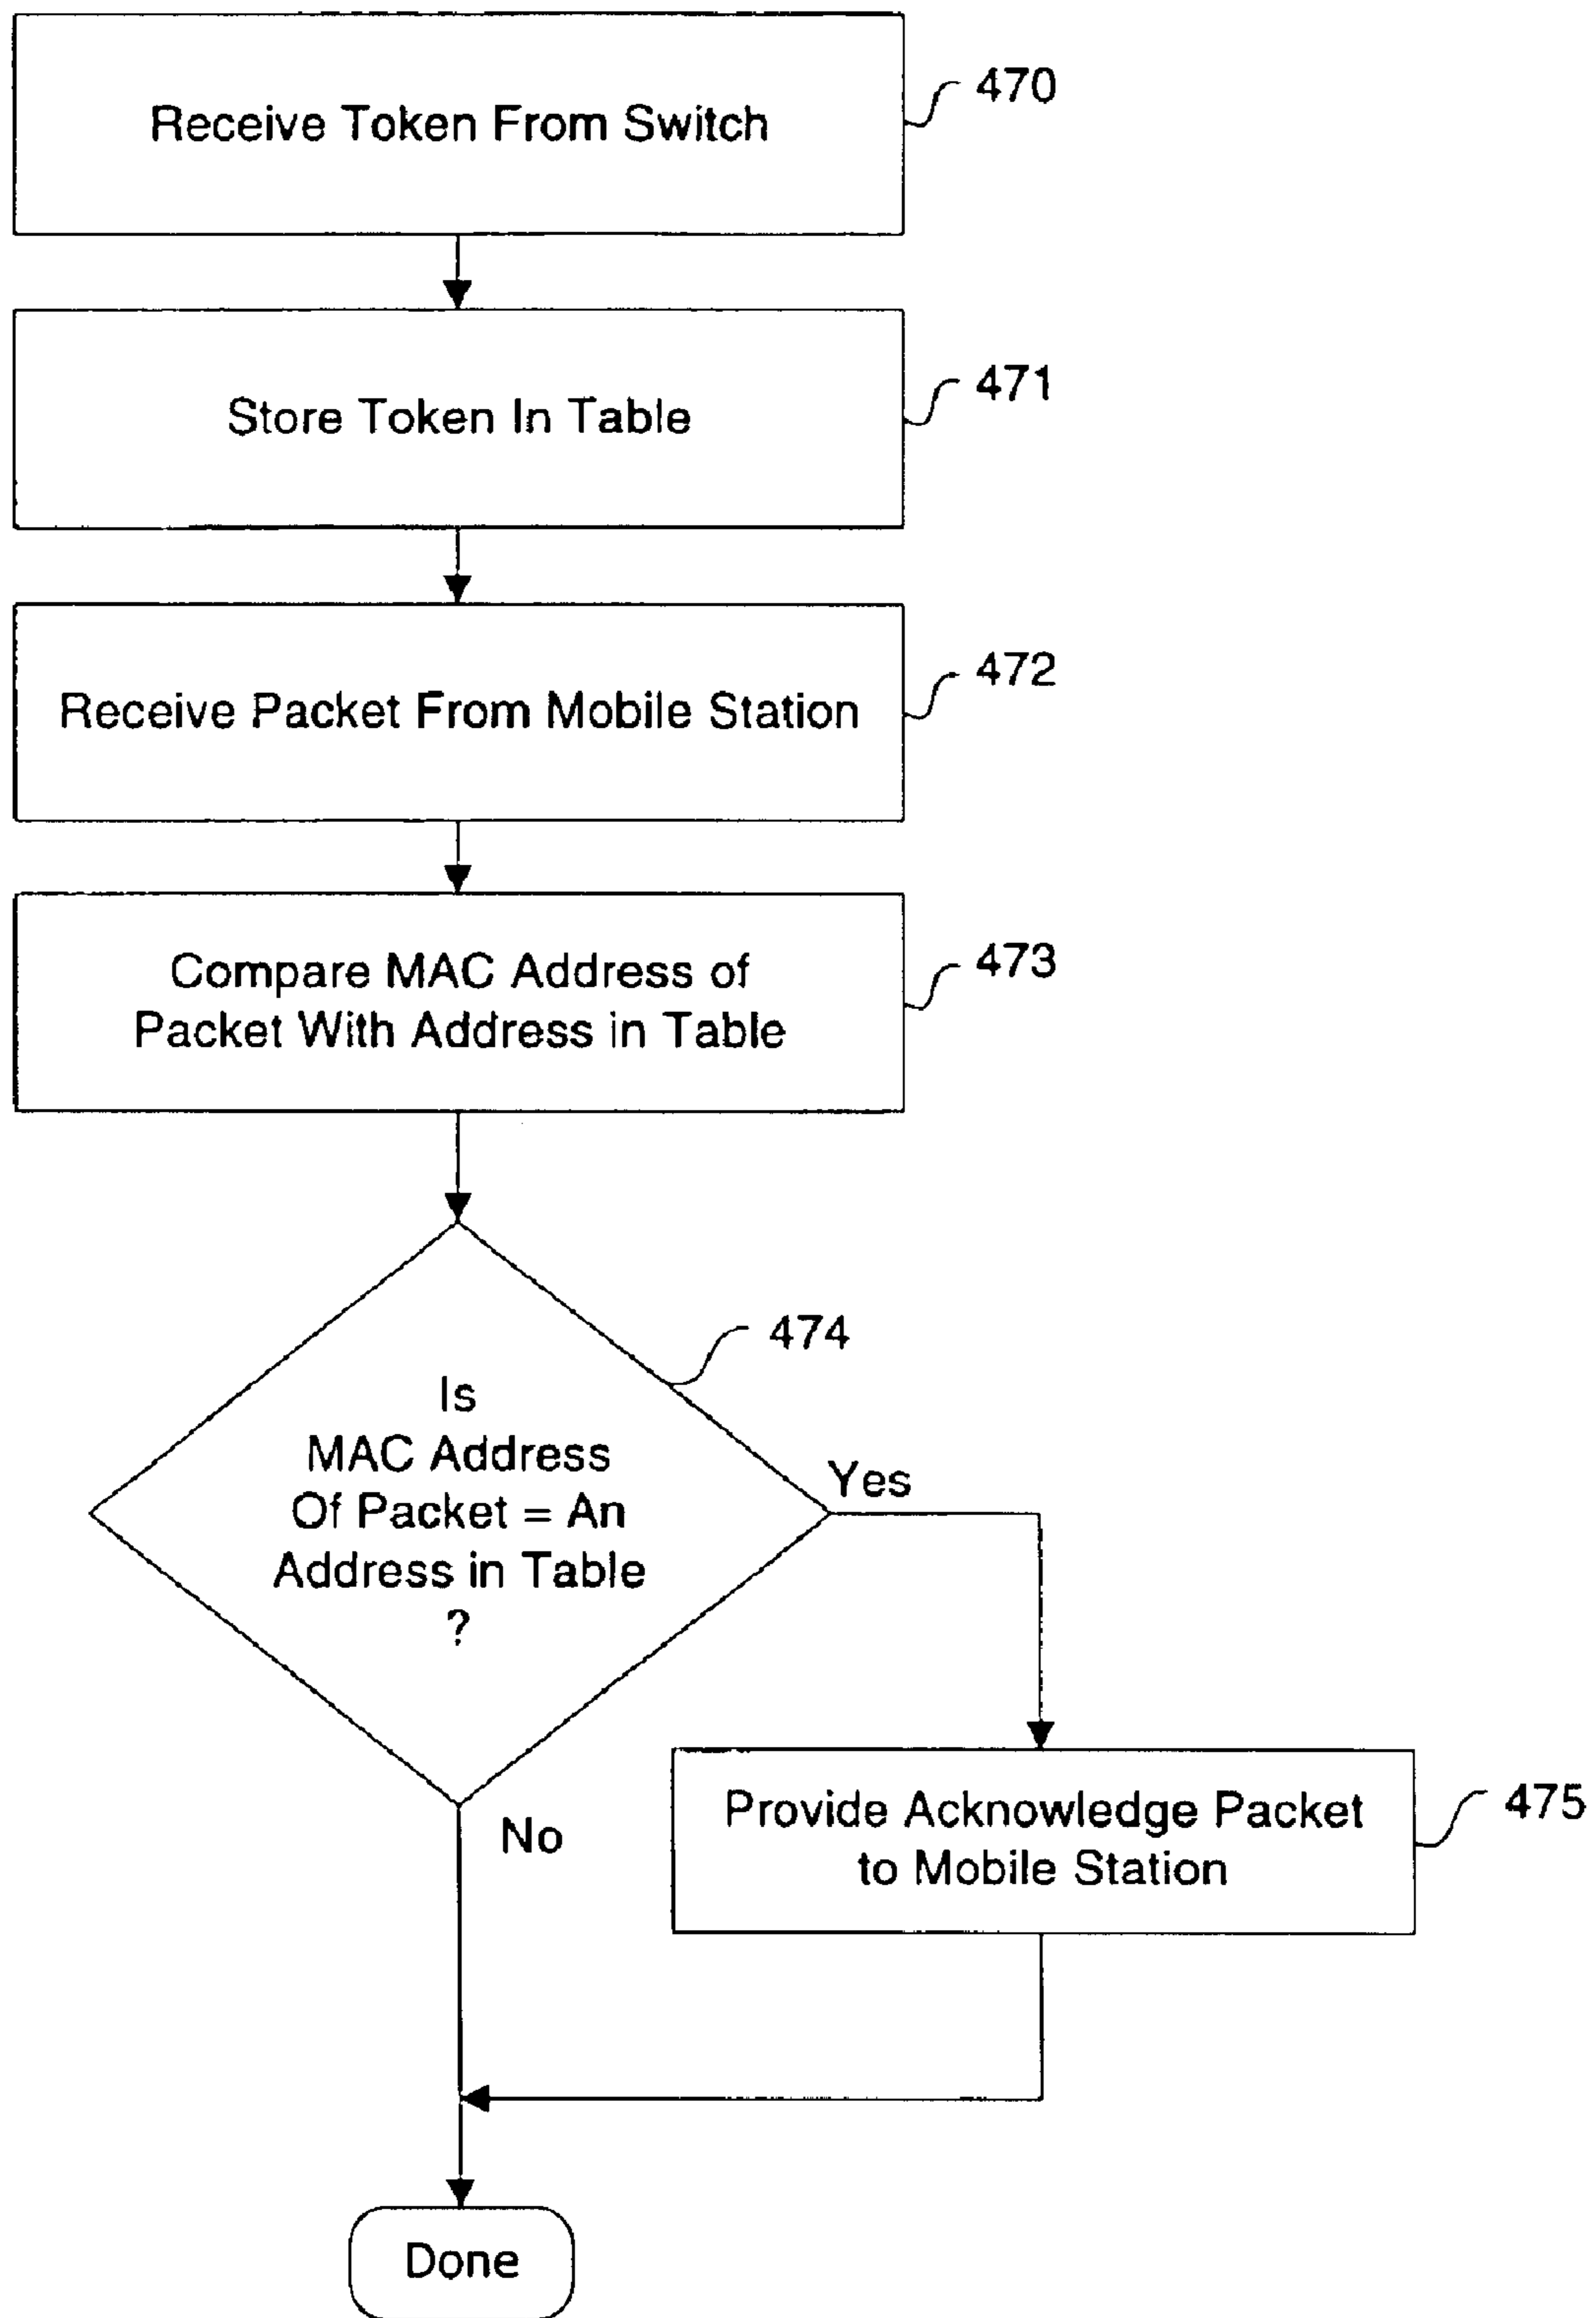 Receive Token From Switch
470
Store Token In Table
471
Receive Packet From Mobile Station
472
Compare MAC Address of
Packet With Address in Table
473
Is
MAC Address
Of Packet = An
Address in Table
?
474
Yes
No
Provide Acknowledge Packet
to Mobile Station
475
Done